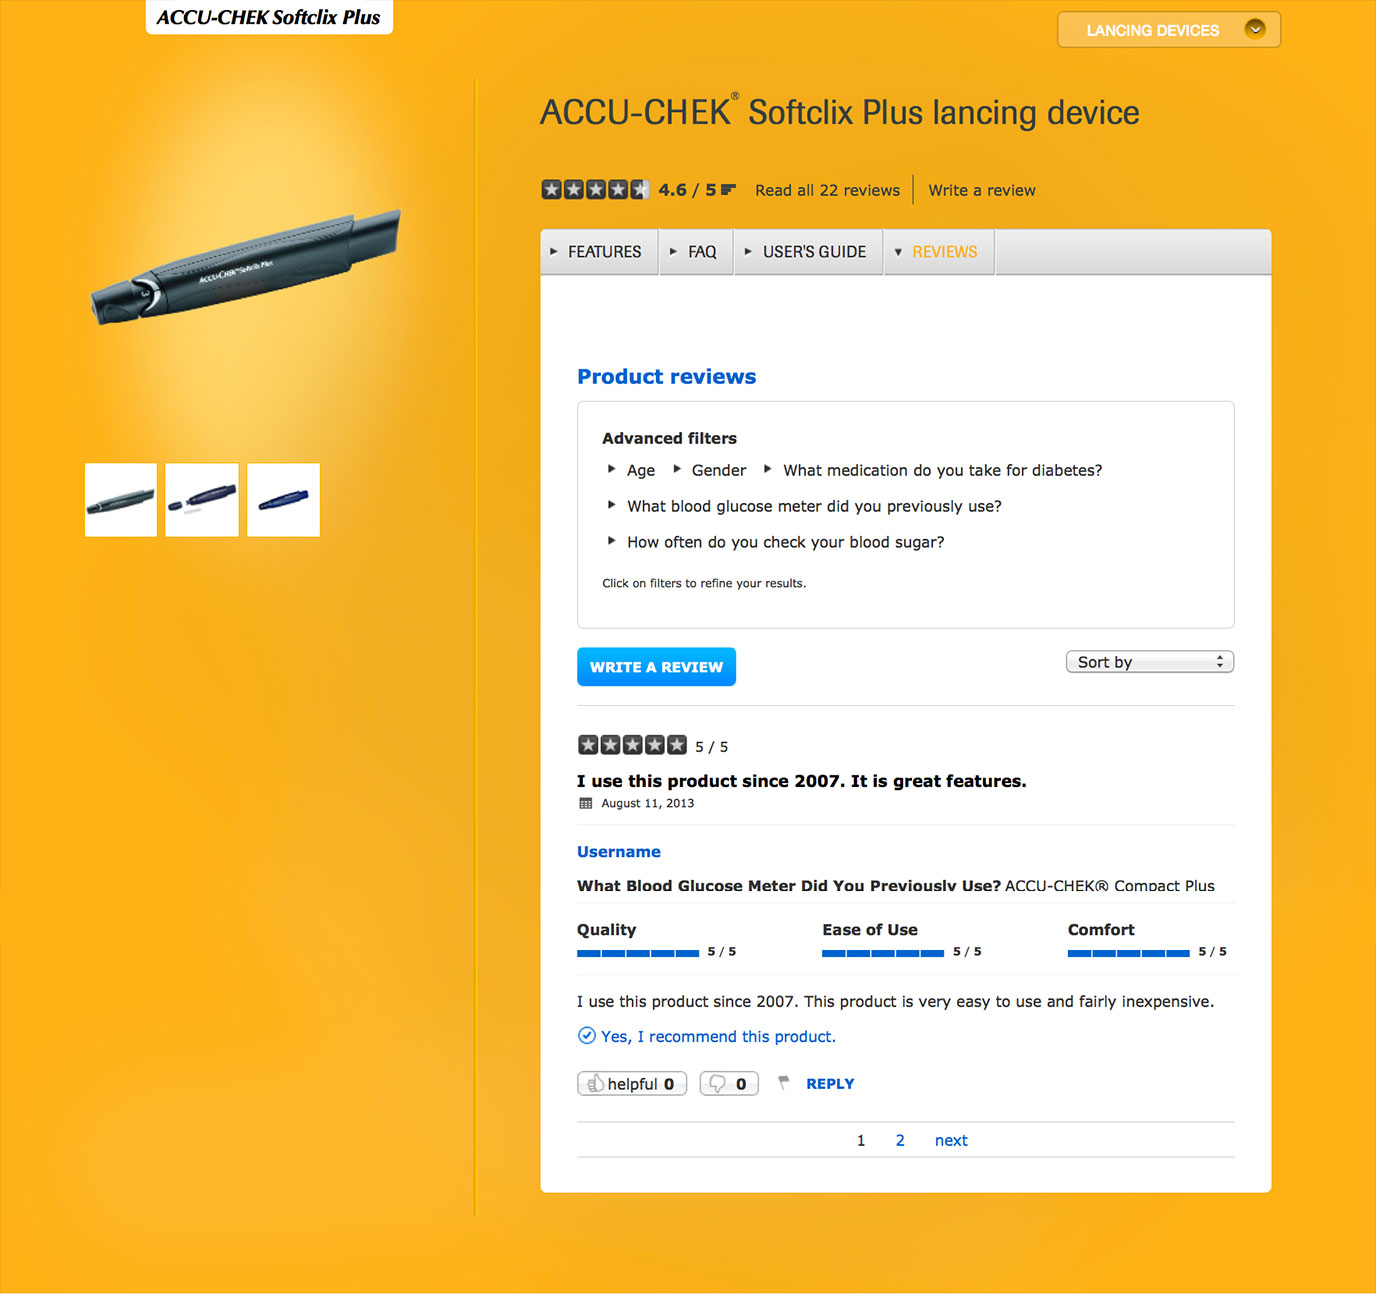 ACCU-CHEK Softclix Plus
LANCING DEVICES
ACCU-CHEK® Softclix Plus lancing device
4.6 / 5 Read all 22 reviews Write a review
FEATURES FAQ USER'S GUIDE REVIEWS
ACCU-CHEK® Softclix Plus
3
Product reviews
Advanced filters
Age Gender What medication do you take for diabetes?
What blood glucose meter did you previously use?
How often do you check your blood sugar?
Click on filters to refine your results.
WRITE A REVIEW Sort by
5 / 5
I use this product since 2007. It is great features.
August 11, 2013
Username
What Blood Glucose Meter Did You Previously Use? ACCU-CHEK® Compact Plus
Quality Ease of Use Comfort
5 / 5 5 / 5 5 / 5
I use this product since 2007. This product is very easy to use and fairly inexpensive.
Yes, I recommend this product.
helpful 0 0 REPLY
1 2 next